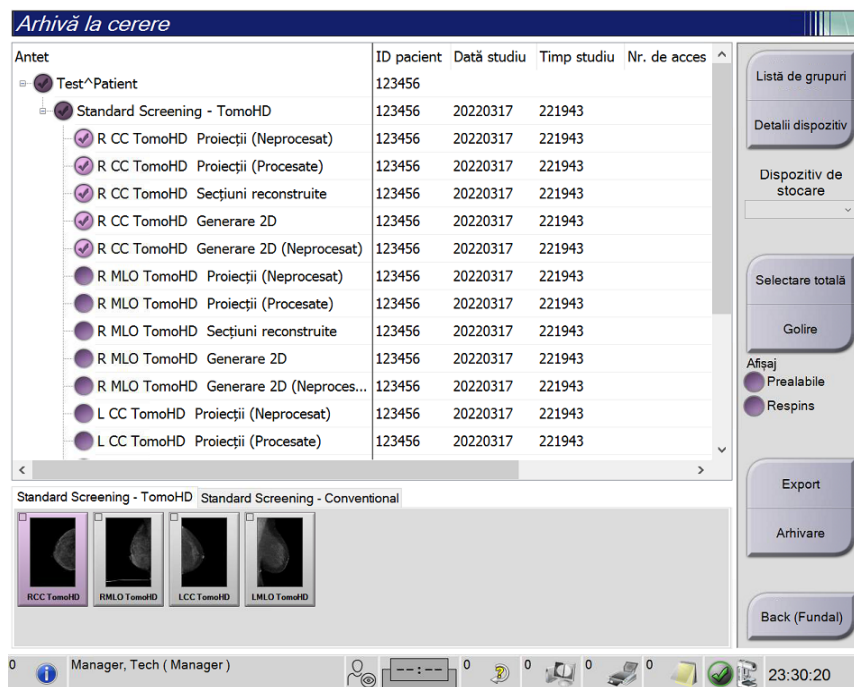 Arhivă la cerere
Antet ID pacient Dată studiu Timp studiu Nr. de acces
Test^Patient 123456
Standard Screening - TomoHD 123456 20220317 221943
R CC TomoHD Proiecții (Neprocesat) 123456 20220317 221943
R CC TomoHD Proiecții (Procesate) 123456 20220317 221943
R CC TomoHD Secțiuni reconstruite 123456 20220317 221943
R CC TomoHD Generare 2D 123456 20220317 221943
R CC TomoHD Generare 2D (Neprocesat) 123456 20220317 221943
R MLO TomoHD Proiecții (Neprocesat) 123456 20220317 221943
R MLO TomoHD Proiecții (Procesate) 123456 20220317 221943
R MLO TomoHD Secțiuni reconstruite 123456 20220317 221943
R MLO TomoHD Generare 2D 123456 20220317 221943
R MLO TomoHD Generare 2D (Neproces... 123456 20220317 221943
L CC TomoHD Proiecții (Neprocesat) 123456 20220317 221943
L CC TomoHD Proiecții (Procesate) 123456 20220317 221943
Listă de grupuri
Detalii dispozitiv
Dispozitiv de
stocare
Selectare totală
Golire
Afișaj
Prealabile
Respins
Export
Arhivare
Back (Fundal)
Standard Screening - TomoHD Standard Screening - Conventional
RCC TomoHD RMLO TomoHD LCC TomoHD LMLO TomoHD
0 Manager, Tech ( Manager ) --:-- 0 0 0 0 23:30:20